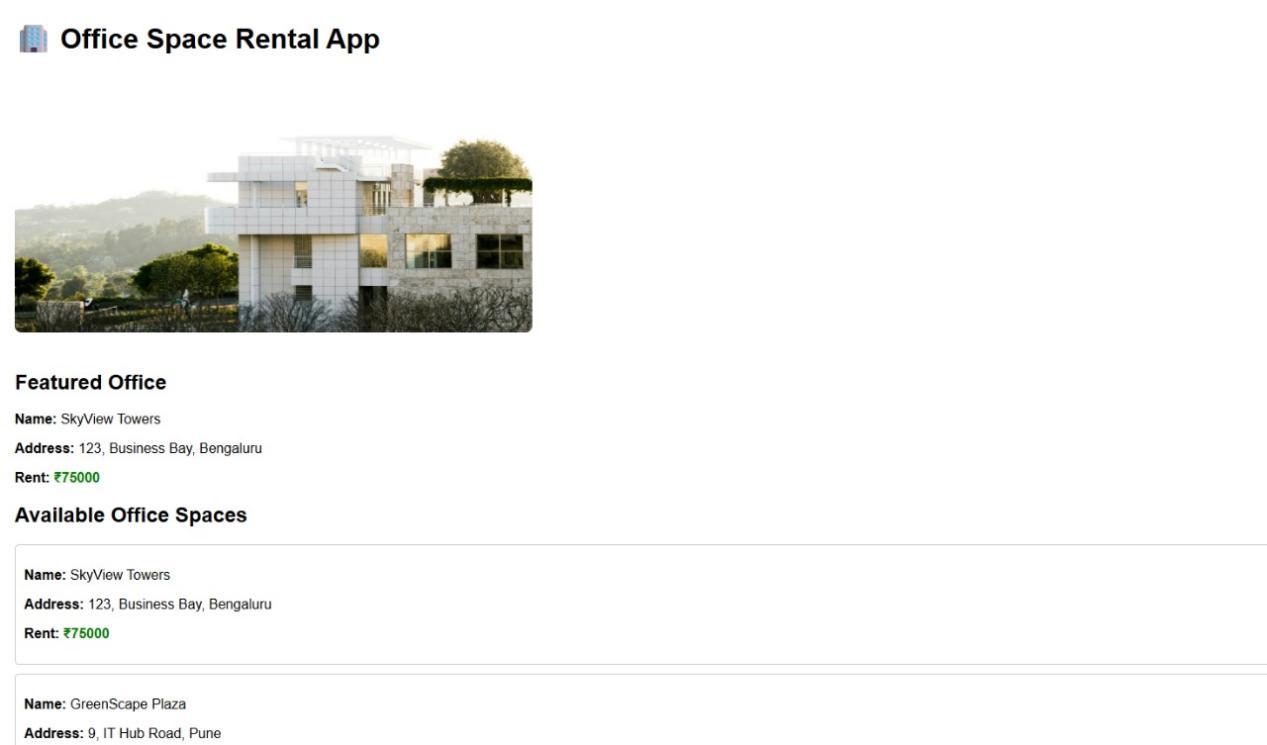 🏢 Office Space Rental App
Featured Office
Name: SkyView Towers
Address: 123, Business Bay, Bengaluru
Rent: ₹75000
Available Office Spaces
Name: SkyView Towers
Address: 123, Business Bay, Bengaluru
Rent: ₹75000
Name: GreenScape Plaza
Address: 9, IT Hub Road, Pune